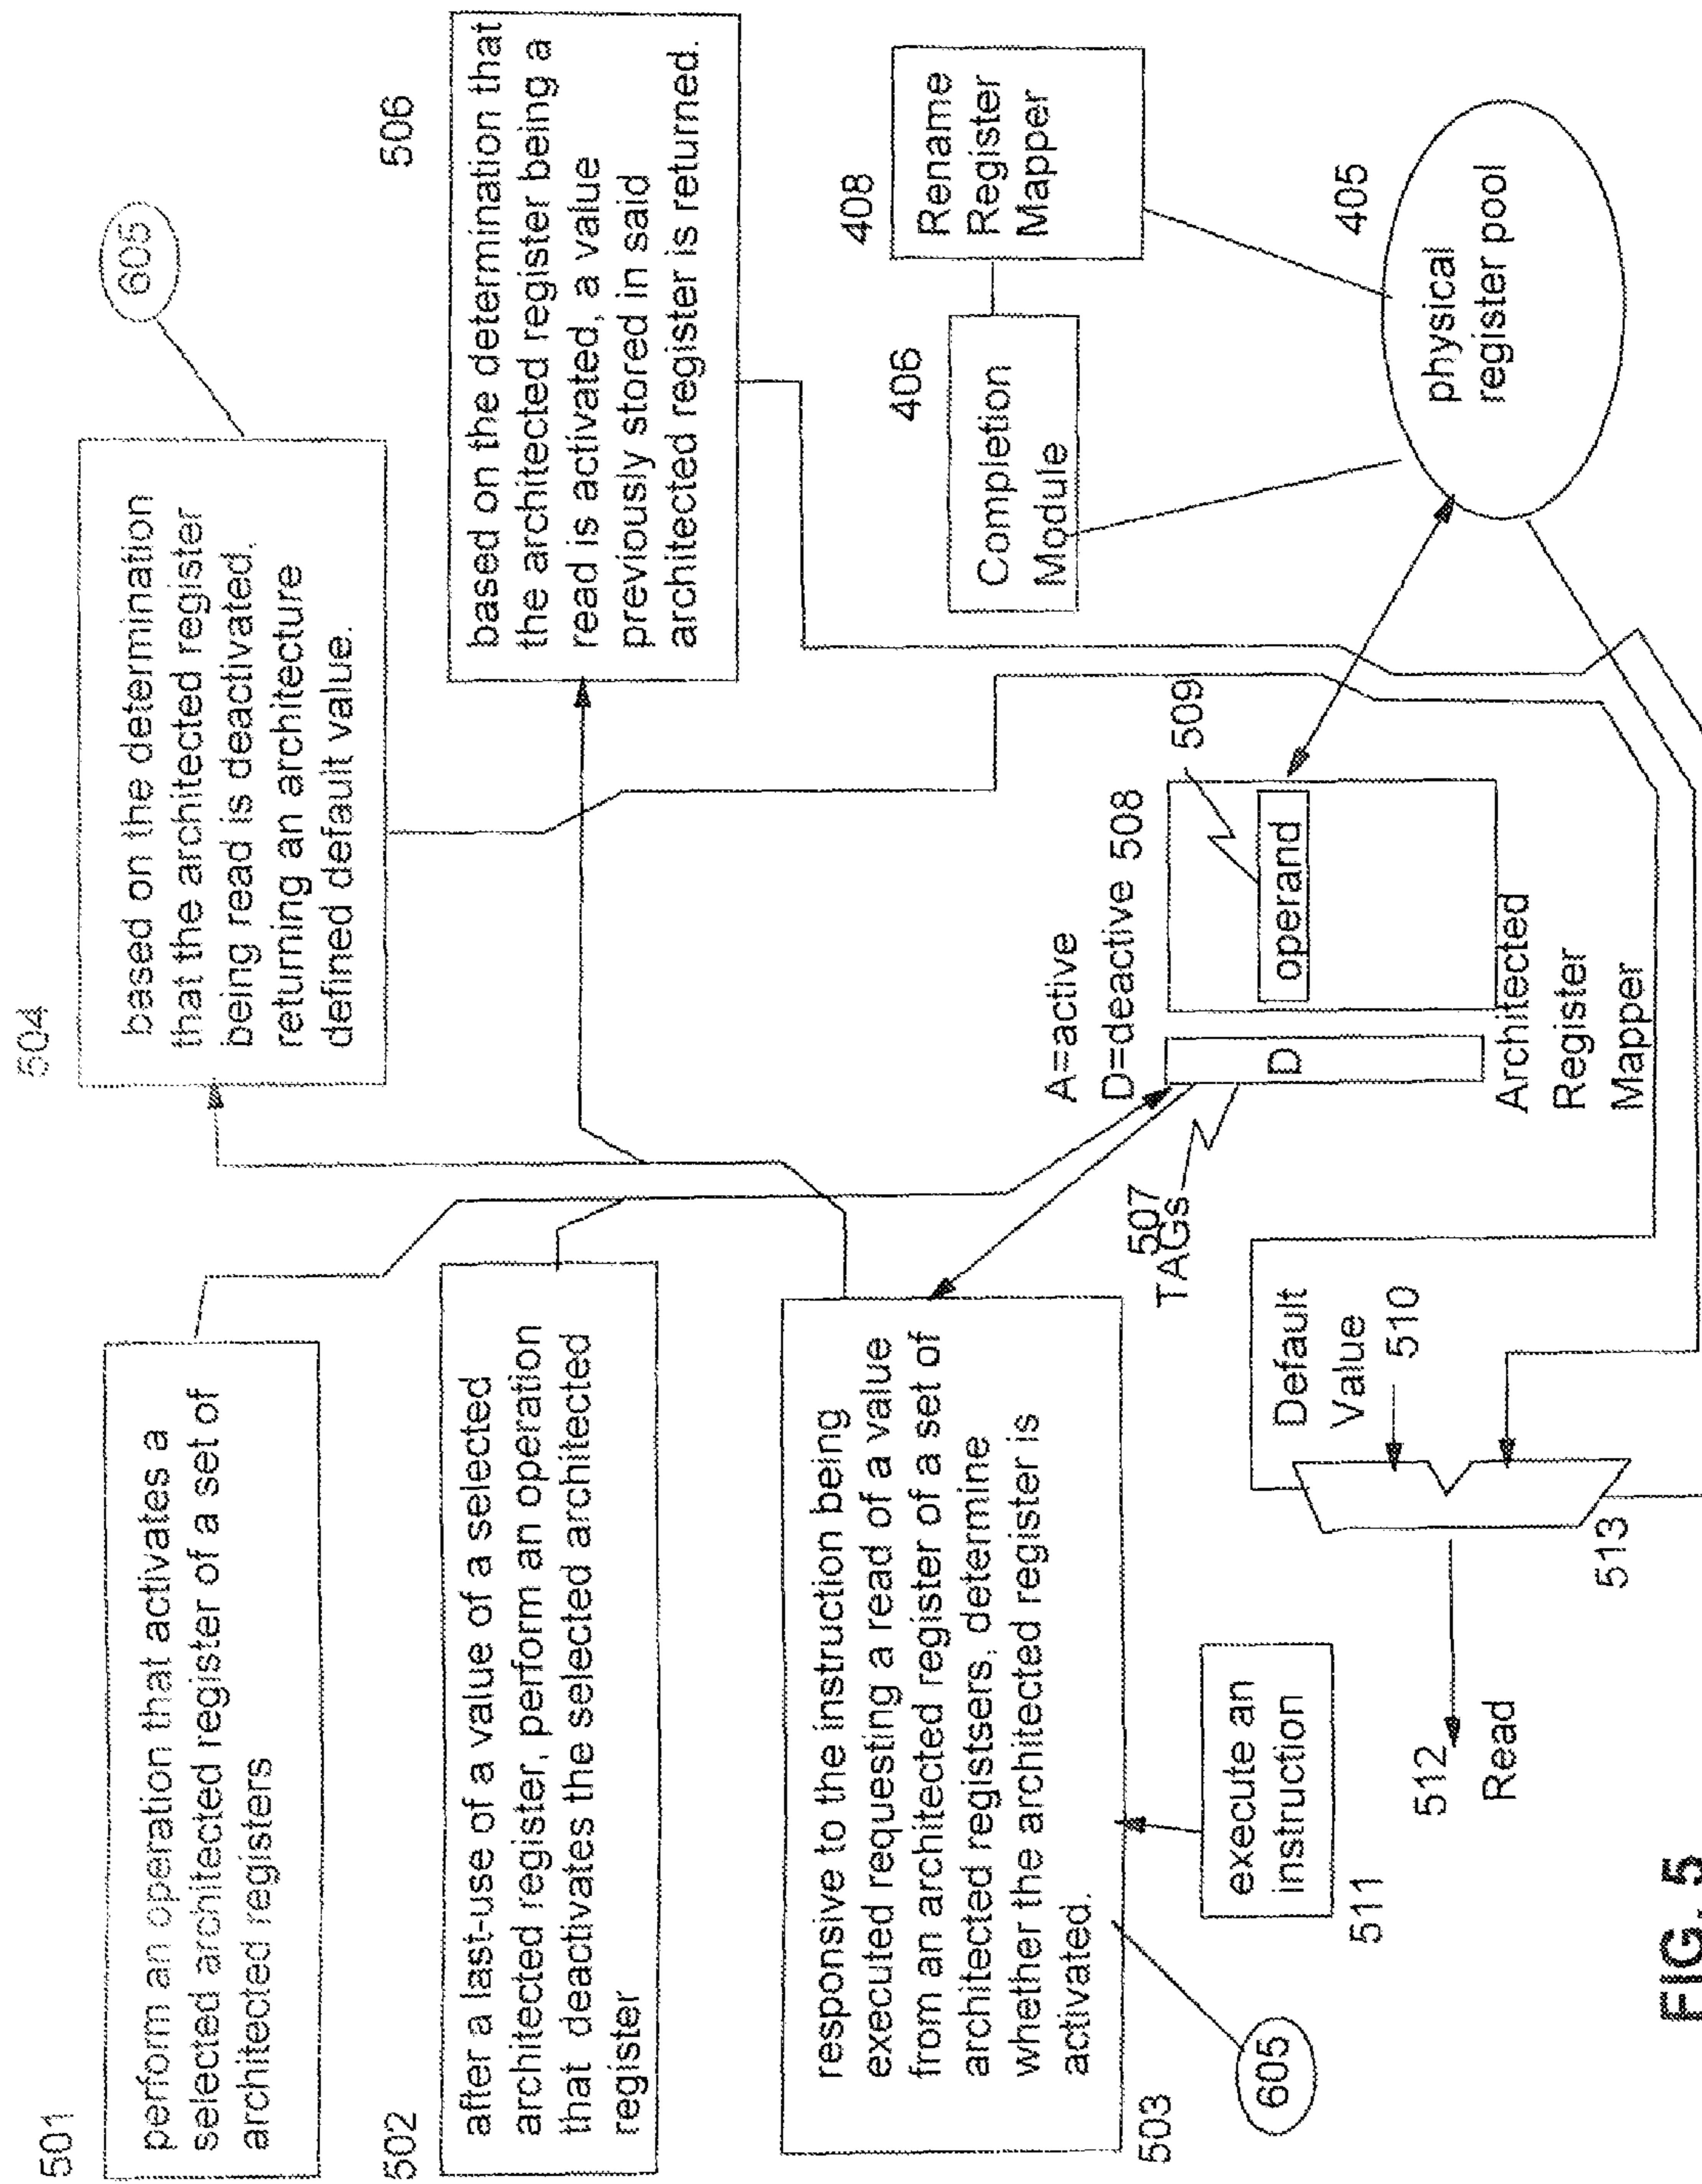 501
perform an operation that activates a
selected architected register of a set of
architected registers
502
after a last-use of a value of a selected
architected register, perform an operation
that deactivates the selected architected
register
responsive to the instruction being
executed requesting a read of a value
from an architected register of a set of
architected registsers, determine
whether the architected register is
activated.
503
605
execute an
instruction
511
504
based on the determination
that the architected register
being read is deactivated,
returning an architecture
defined default value.
605
506
based on the determination that
the architected register being a
read is activated, a value
previously stored in said
architected register is returned.
406
Completion
Module
408
Rename
Register
Mapper
405
physical
register pool
A=active
D=deactive 508
509
operand
D
507
TAGs
Architected
Register
Mapper
Default
Value
510
512
Read
513
FIG. 5